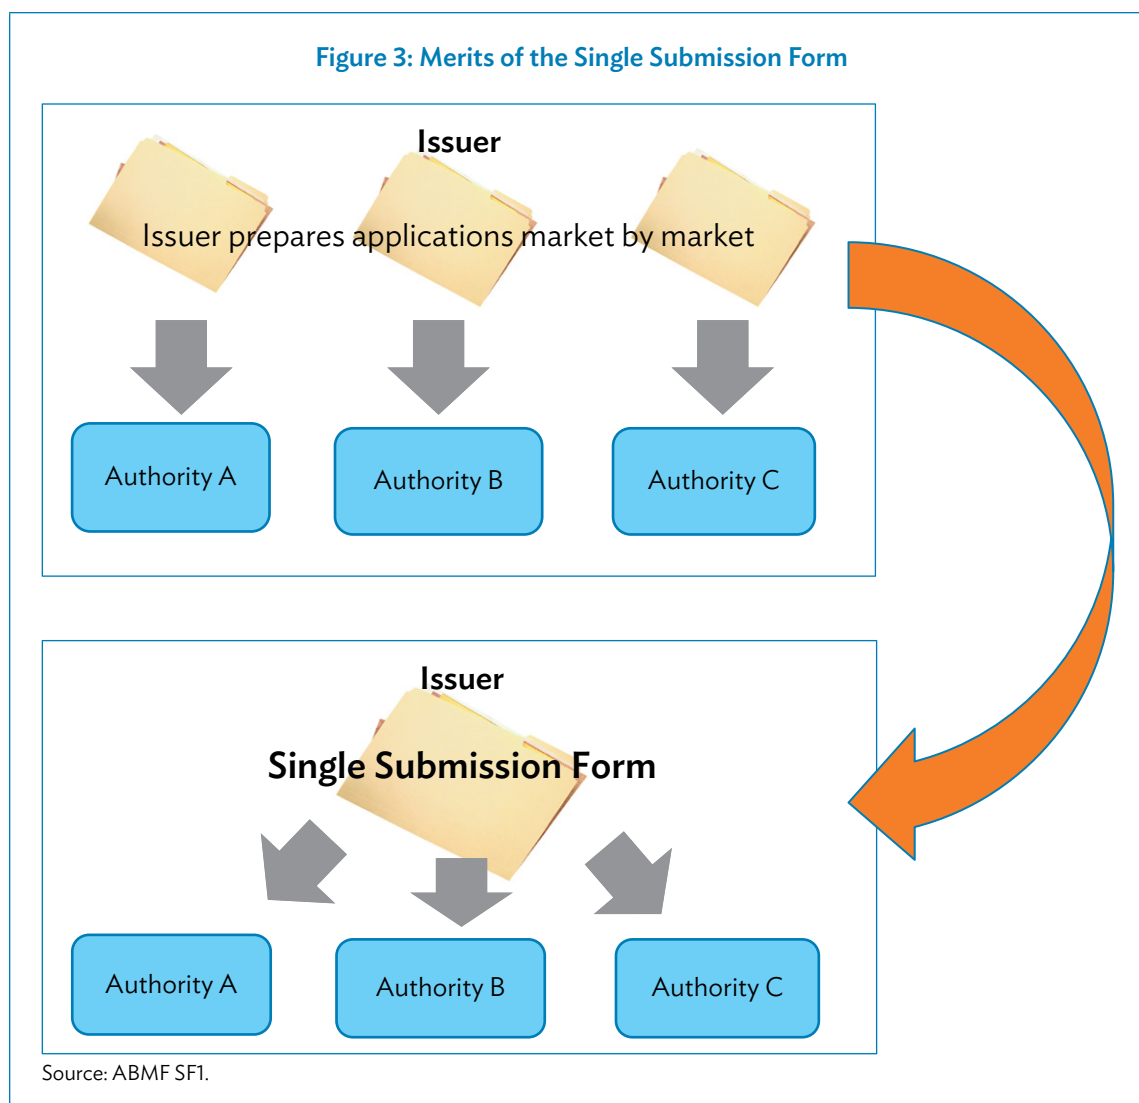 Figure 3: Merits of the Single Submission Form
Issuer
Issuer prepares applications market by market
Authority A
Authority B
Authority C
Issuer
Single Submission Form
Authority A
Authority B
Authority C
Source: ABMF SF1.